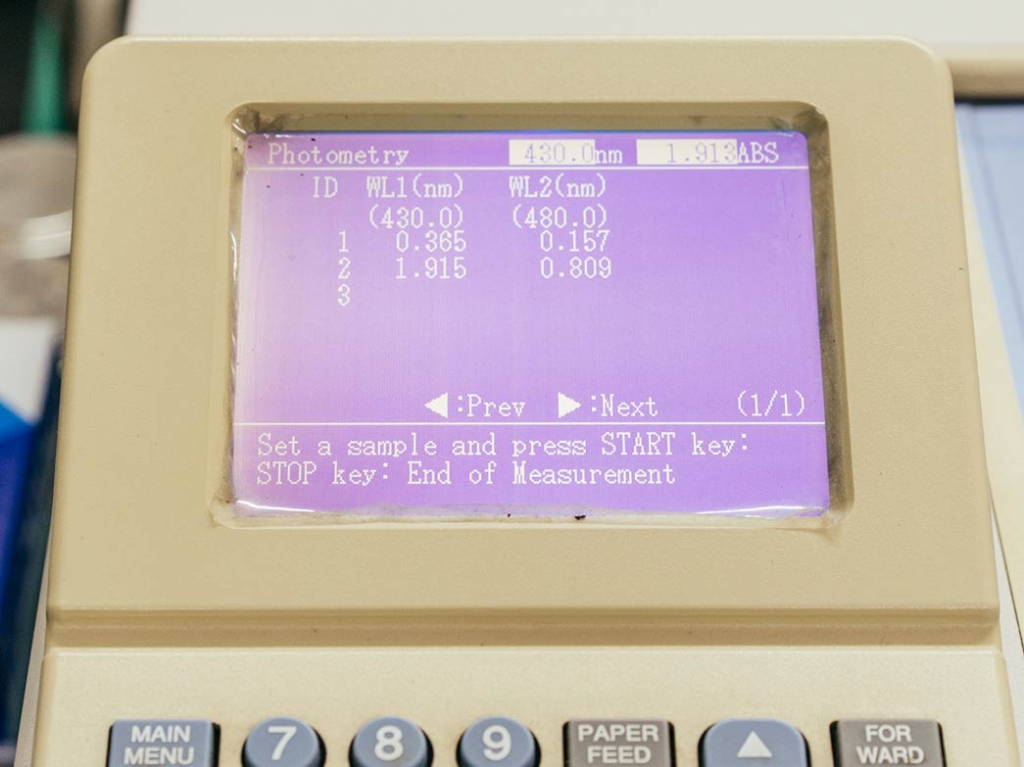 Photometry 430.0nm 1.913ABS
ID WL1(nm) WL2(nm)
(430.0) (480.0)
1 0.365 0.157
2 1.915 0.809
3
◀:Prev ▶:Next (1/1)
Set a sample and press START key:
STOP key: End of Measurement
MAIN MENU 7 8 9 PAPER FEED ▲ FOR WARD